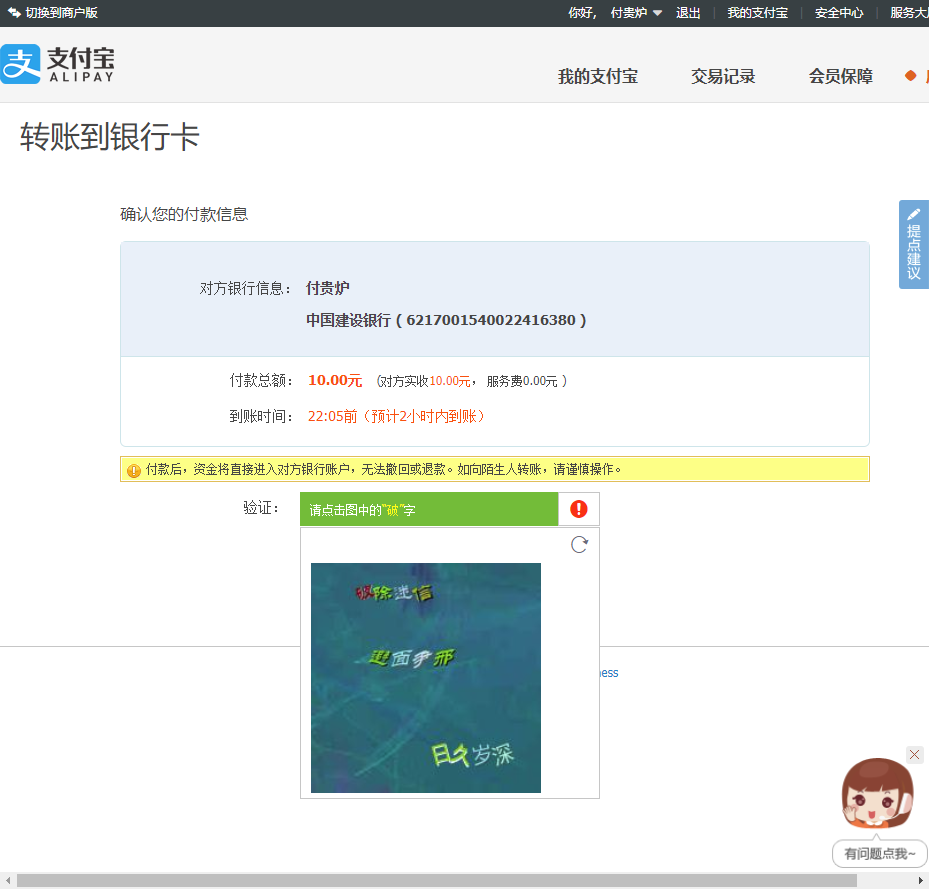 切换到商户版
你好, 付贵炉 退出 我的支付宝 安全中心 服务大
支
支付宝
ALIPAY
我的支付宝 交易记录 会员保障
转账到银行卡
确认您的付款信息
提点建议
对方银行信息： 付贵炉
中国建设银行 ( 6217001540022416380 )
付款总额： 10.00元 (对方实收10.00元， 服务费0.00元 )
到账时间： 22:05前（预计2小时内到账）
付款后，资金将直接进入对方银行账户，无法撤回或退款。如向陌生人转账，请谨慎操作。
验证： 请点击图中的"破"字
破除迷信
日久岁深
ness
有问题点我~